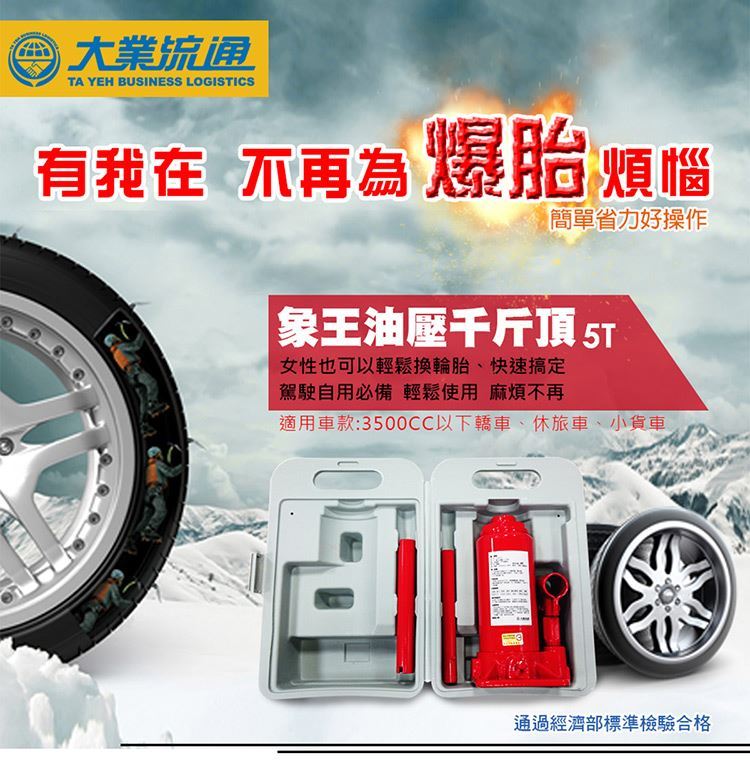 大業流通
TA YEH BUSINESS LOGISTICS
有我在 不再為 爆胎 煩惱
簡單省力好操作
象王油壓千斤頂 5T
女性也可以輕鬆換輪胎、快速搞定
駕駛自用必備 輕鬆使用 麻煩不再
適用車款:3500CC以下轎車、休旅車、小貨車
通過經濟部標準檢驗合格